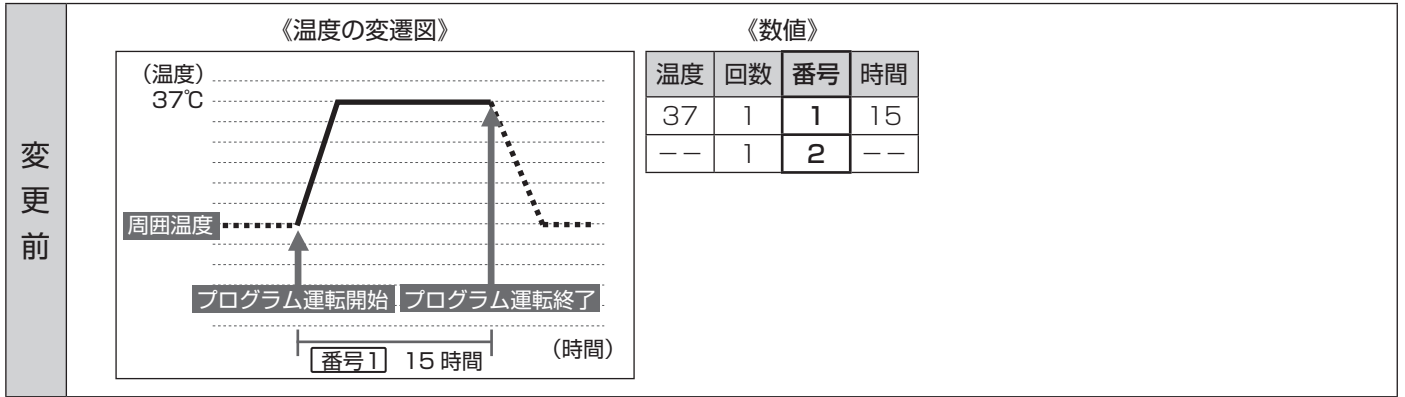 変更前
《温度の変遷図》
（温度）
37℃
周囲温度
プログラム運転開始
プログラム運転終了
番号1 15時間
（時間）
《数値》
温度 回数 番号 時間
37 1 1 15
−− 1 2 −−